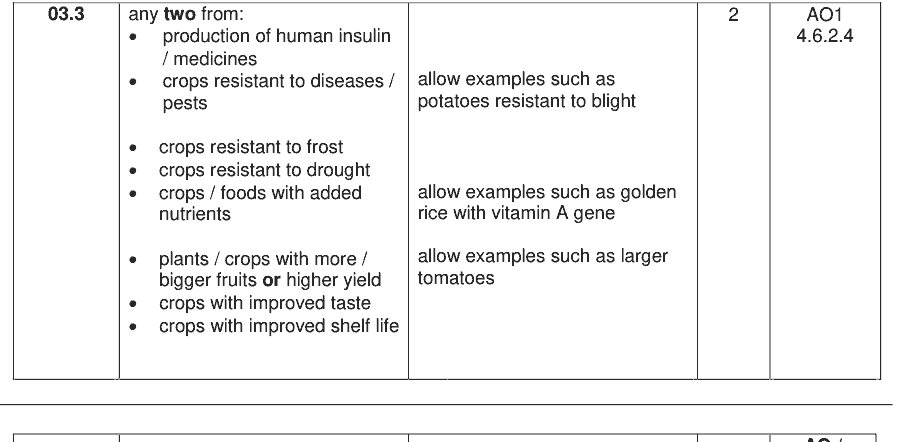 03.3
any two from:
2
AO1
4.6.2.4
• production of human insulin
/ medicines
• crops resistant to diseases /
pests
allow examples such as
potatoes resistant to blight
• crops resistant to frost
• crops resistant to drought
• crops / foods with added
nutrients
allow examples such as golden
rice with vitamin A gene
• plants / crops with more /
bigger fruits or higher yield
allow examples such as larger
tomatoes
• crops with improved taste
• crops with improved shelf life